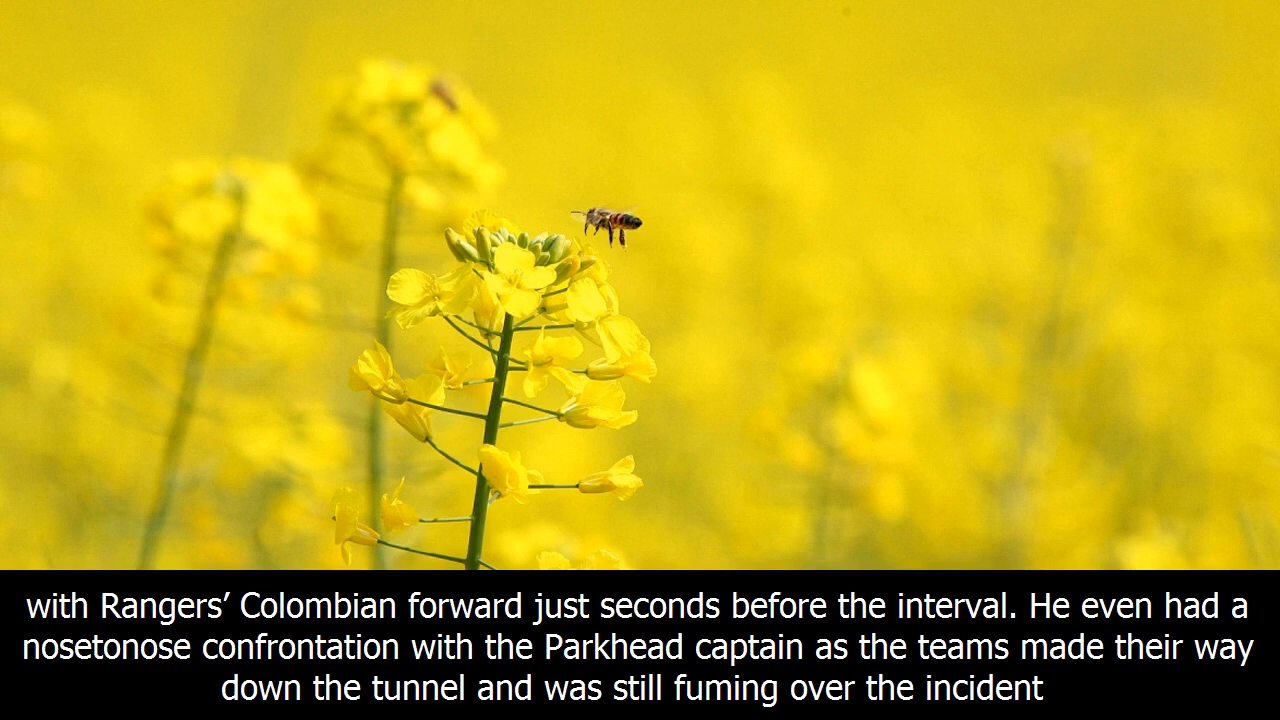 with Rangers’ Colombian forward just seconds before the interval. He even had a
nosetonose confrontation with the Parkhead captain as the teams made their way
down the tunnel and was still fuming over the incident